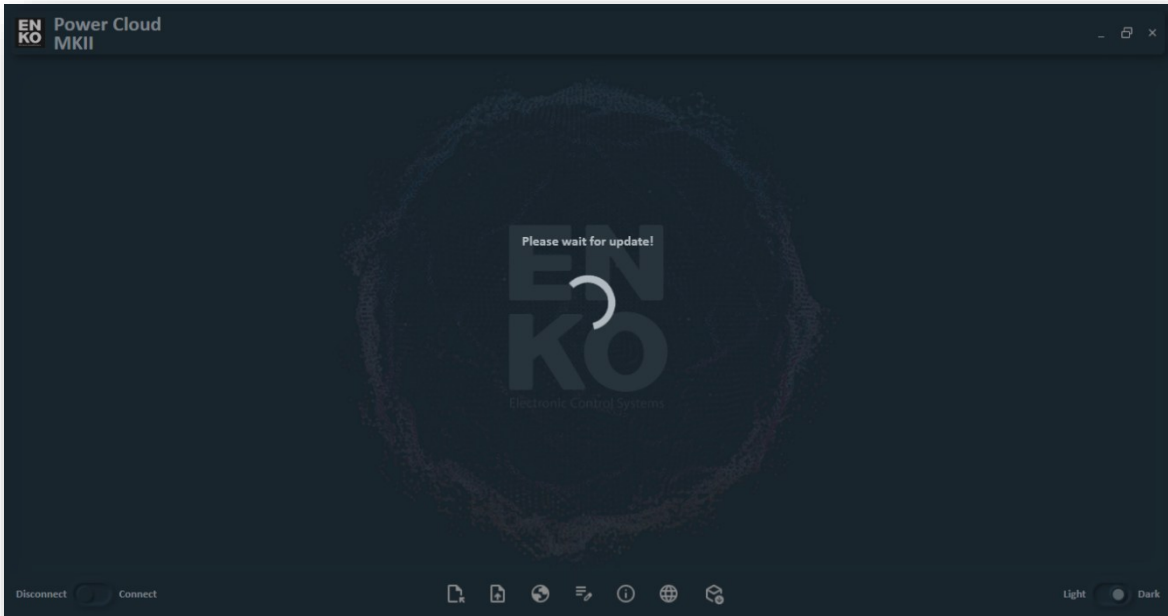 EN
KO
Power Cloud
MKII
Please wait for update!
EN
KO
Electronic Control Systems
Disconnect
Connect
Light
Dark